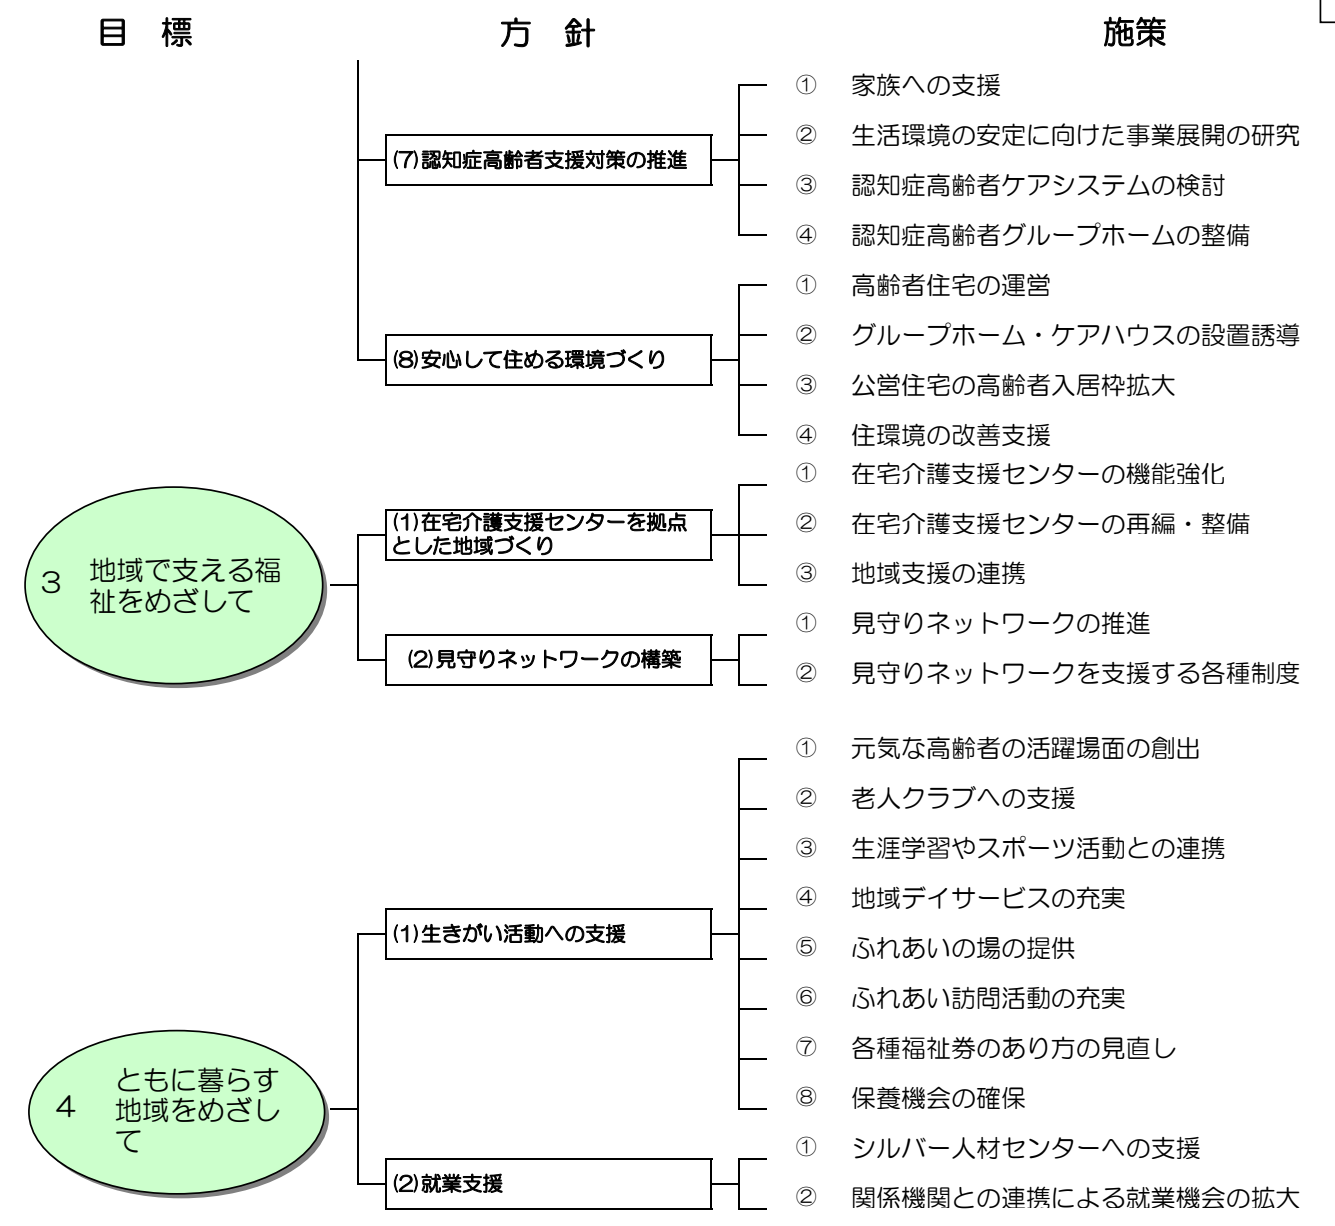 目 標 方 針 施策
① 家族への支援
② 生活環境の安定に向けた事業展開の研究
(7)認知症高齢者支援対策の推進
③ 認知症高齢者ケアシステムの検討
④ 認知症高齢者グループホームの整備
① 高齢者住宅の運営
② グループホーム・ケアハウスの設置誘導
(8)安心して住める環境づくり
③ 公営住宅の高齢者入居枠拡大
④ 住環境の改善支援
3 地域で支える福
祉をめざして
(1)在宅介護支援センターを拠点
とした地域づくり
① 在宅介護支援センターの機能強化
② 在宅介護支援センターの再編・整備
③ 地域支援の連携
(2)見守りネットワークの構築
① 見守りネットワークの推進
② 見守りネットワークを支援する各種制度
4 ともに暮らす
地域をめざし
て
(1)生きがい活動への支援
① 元気な高齢者の活躍場面の創出
② 老人クラブへの支援
③ 生涯学習やスポーツ活動との連携
④ 地域デイサービスの充実
⑤ ふれあいの場の提供
⑥ ふれあい訪問活動の充実
⑦ 各種福祉券のあり方の見直し
⑧ 保養機会の確保
(2)就業支援
① シルバー人材センターへの支援
② 関係機関との連携による就業機会の拡大